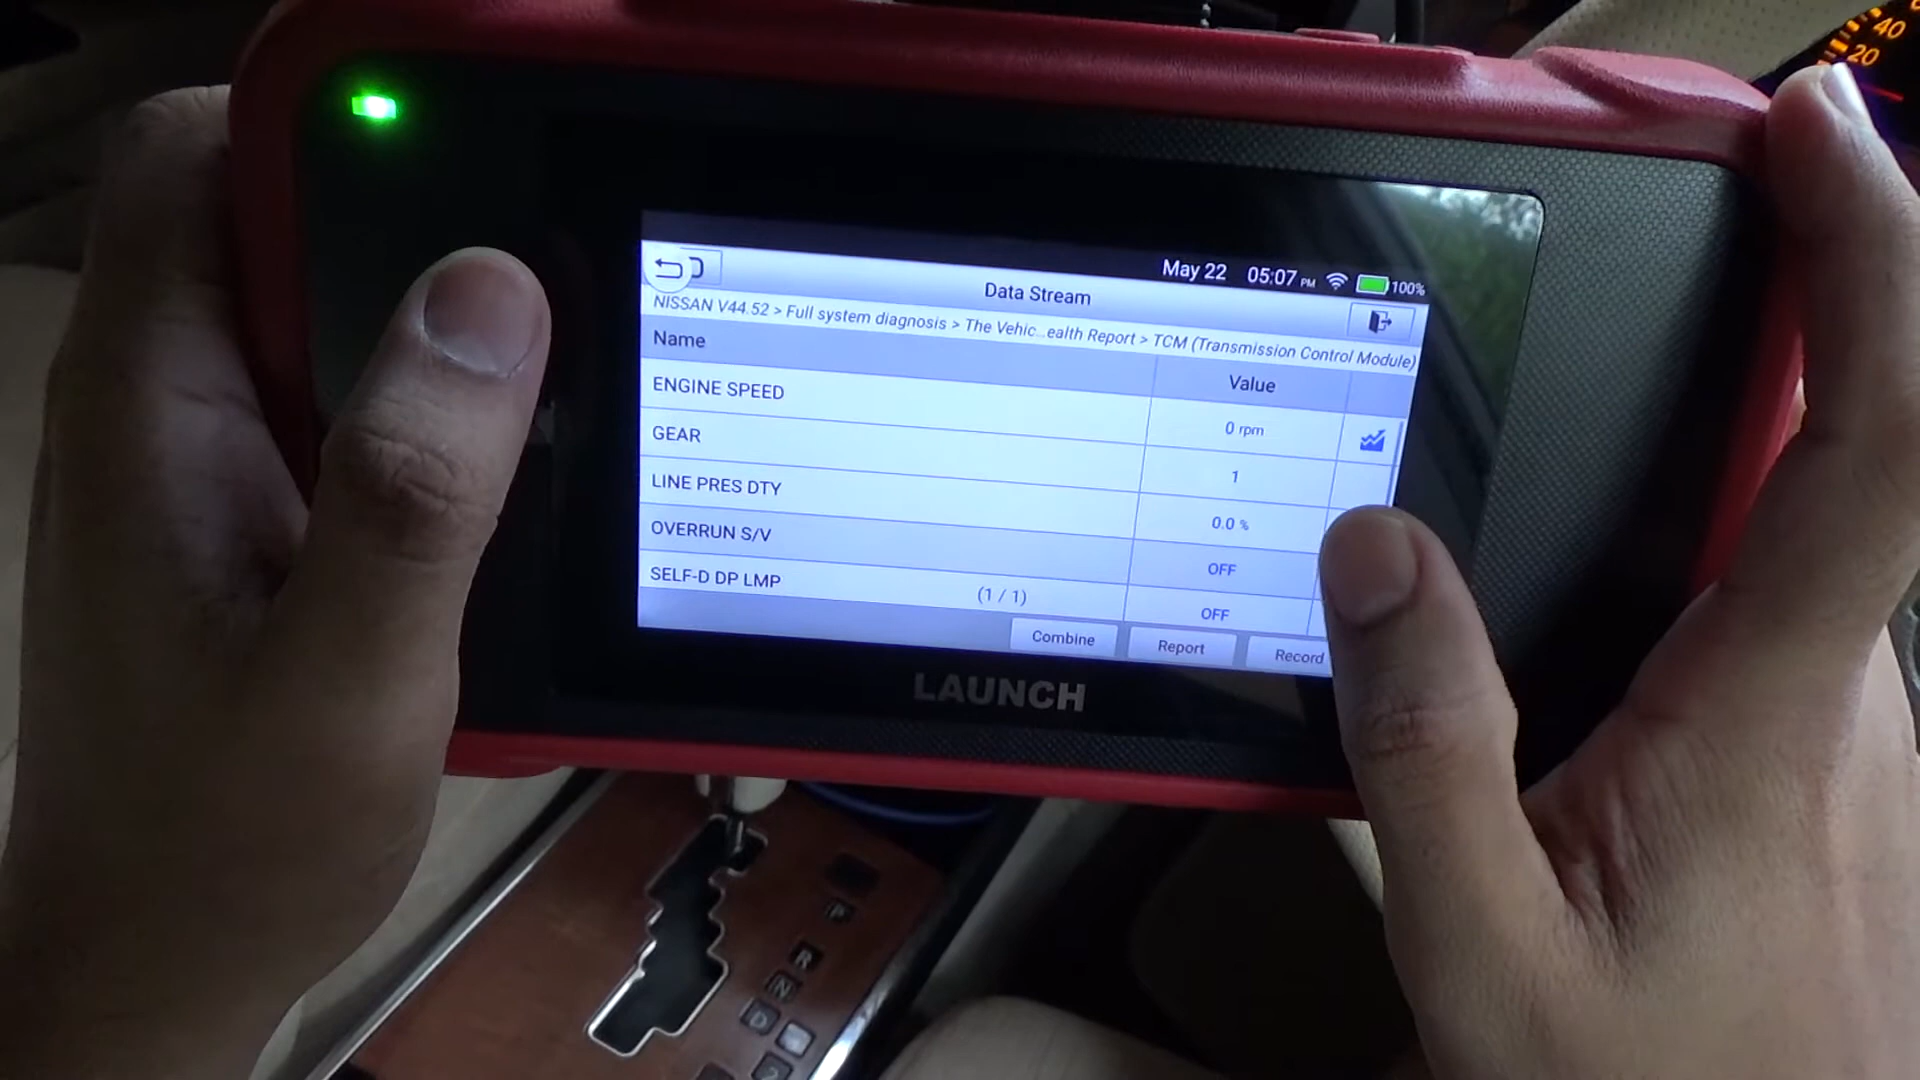 40
20
May 22 05:07 PM 100%
Data Stream
NISSAN V44.52 > Full system diagnosis > The Vehic...ealth Report > TCM (Transmission Control Module)
Name Value
ENGINE SPEED 0 rpm
GEAR 1
LINE PRES DTY 0.0 %
OVERRUN S/V OFF
SELF-D DP LMP OFF
(1 / 1)
Combine Report Record
LAUNCH
P
R
N
D
2